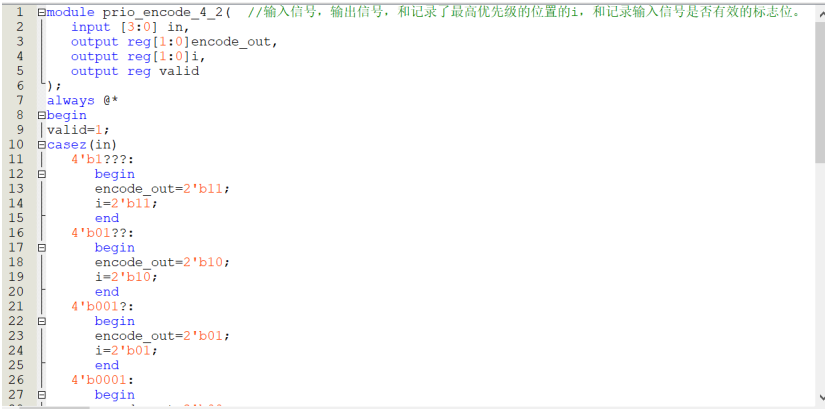 1 module prio_encode_4_2(  //输入信号，输出信号，和记录了最高优先级的位置的i，和记录输入信号是否有效的标志位。
2 input [3:0] in,
3 output reg[1:0]encode_out,
4 output reg[1:0]i,
5 output reg valid
6 );
7 always @*
8 begin
9 valid=1;
10 casez(in)
11 4'b1???:
12 begin
13 encode_out=2'b11;
14 i=2'b11;
15 end
16 4'b01??:
17 begin
18 encode_out=2'b10;
19 i=2'b10;
20 end
21 4'b001?:
22 begin
23 encode_out=2'b01;
24 i=2'b01;
25 end
26 4'b0001:
27 begin